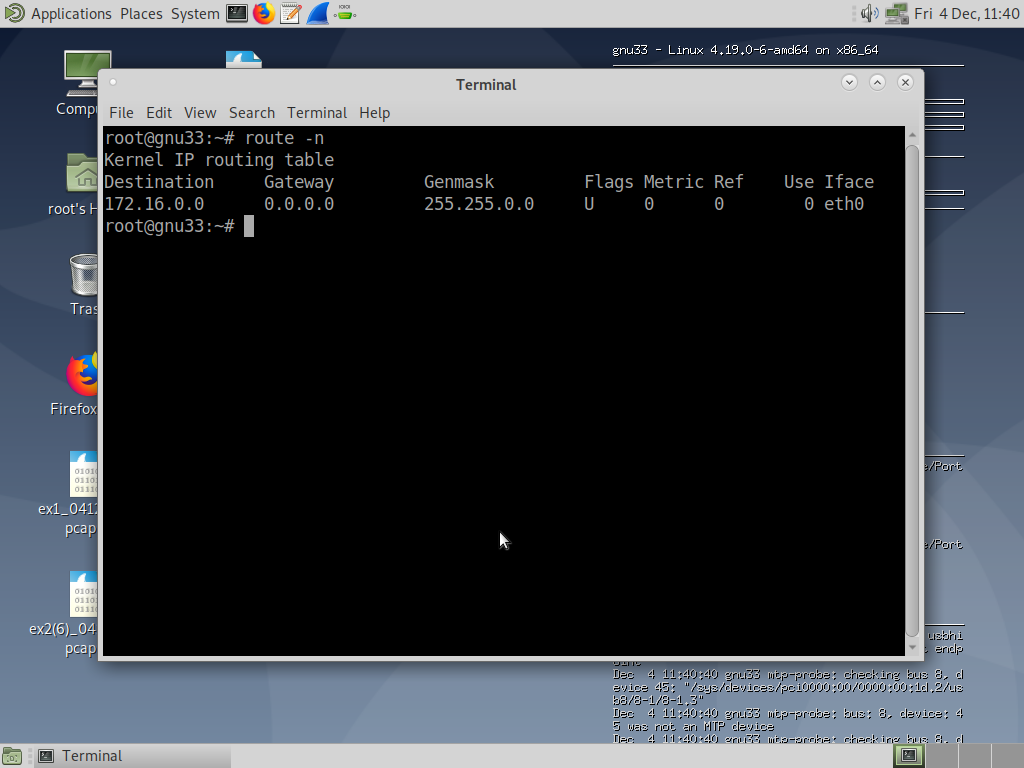 Applications Places System Fri 4 Dec, 11:40
gnu33 - Linux 4.19.0-6-amd64 on x86_64
Terminal
File Edit View Search Terminal Help
root@gnu33:~# route -n
Kernel IP routing table
Destination Gateway Genmask Flags Metric Ref Use Iface
172.16.0.0 0.0.0.0 255.255.0.0 U 0 0 0 eth0
root@gnu33:~#
Compu
root's H
Tras
Firefox
ex1_041
pcap
ex2(6)_04
pcap
e/Port
e/Port
usbhi
t endp
Dec 4 11:40:40 gnu33 mtp-probe: checking bus 8, d
evice 45: "/sys/devices/pci0000:00/0000:00:1d.2/us
b8/8-1/8-1.3"
Dec 4 11:40:40 gnu33 mtp-probe: bus: 8, device: 4
5 was not an MTP device
Dec 4 11:40:40 gnu33 mtp-probe: checking bus 8, d
Terminal